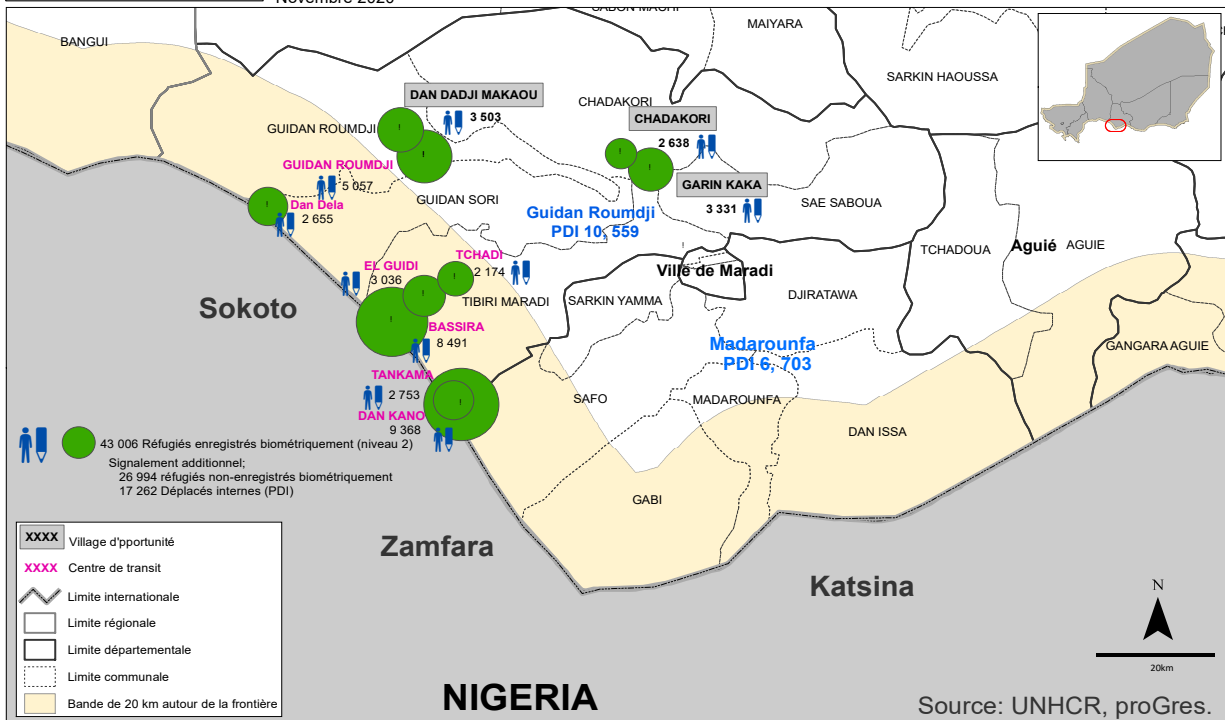 Novembre 2020
BANGUI
SABON MACHI
MAIYARA
SARKIN HAOUSSA
DAN DADJI MAKAOU
3 503
CHADAKORI
CHADAKORI
2 638
GUIDAN ROUMDJI
GUIDAN ROUMDJI
5 057
GARIN KAKA
3 331
Dan Dela
2 655
GUIDAN SORI
Guidan Roumdji
PDI 10, 559
SAE SABOUA
TCHADOUA
Aguié
AGUIE
EL GUIDI
3 036
TCHADI
2 174
Ville de Maradi
Sokoto
TIBIRI MARADI
SARKIN YAMMA
DJIRATAWA
BASSIRA
8 491
Madarounfa
PDI 6, 703
GANGARA AGUIE
TANKAMA
2 753
DAN KANO
9 368
SAFO
MADAROUNFA
DAN ISSA
43 006 Réfugiés enregistrés biométriquement (niveau 2)
Signalement additionnel;
26 994 réfugiés non-enregistrés biométriquement
17 262 Déplacés internes (PDI)
GABI
Zamfara
Katsina
XXXX Village d'pportunité
XXXX Centre de transit
Limite internationale
Limite régionale
Limite départementale
Limite communale
Bande de 20 km autour de la frontière
N
20km
NIGERIA
Source: UNHCR, proGres.